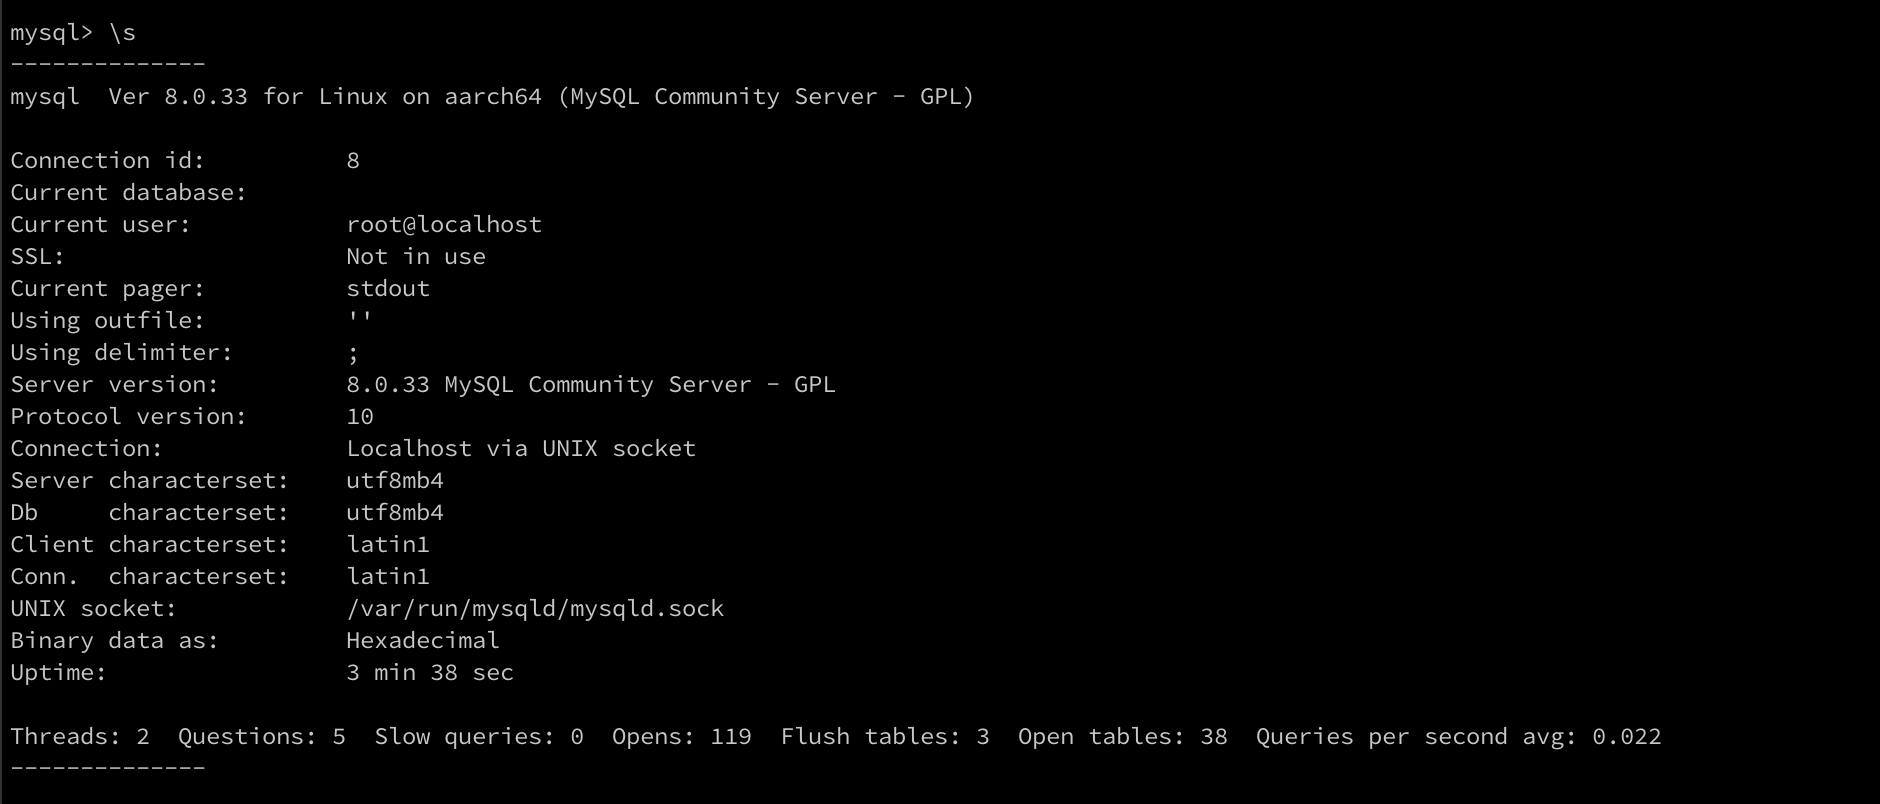 mysql> \s
--------------
mysql  Ver 8.0.33 for Linux on aarch64 (MySQL Community Server - GPL)

Connection id:          8
Current database:
Current user:           root@localhost
SSL:                    Not in use
Current pager:          stdout
Using outfile:          ''
Using delimiter:        ;
Server version:         8.0.33 MySQL Community Server - GPL
Protocol version:       10
Connection:             Localhost via UNIX socket
Server characterset:    utf8mb4
Db     characterset:    utf8mb4
Client characterset:    latin1
Conn.  characterset:    latin1
UNIX socket:            /var/run/mysqld/mysqld.sock
Binary data as:         Hexadecimal
Uptime:                 3 min 38 sec

Threads: 2  Questions: 5  Slow queries: 0  Opens: 119  Flush tables: 3  Open tables: 38  Queries per second avg: 0.022
--------------